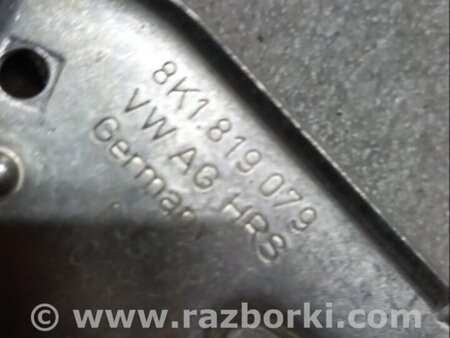 8K1.819 079
VW AG HRS
Germany
© www.razborki.com